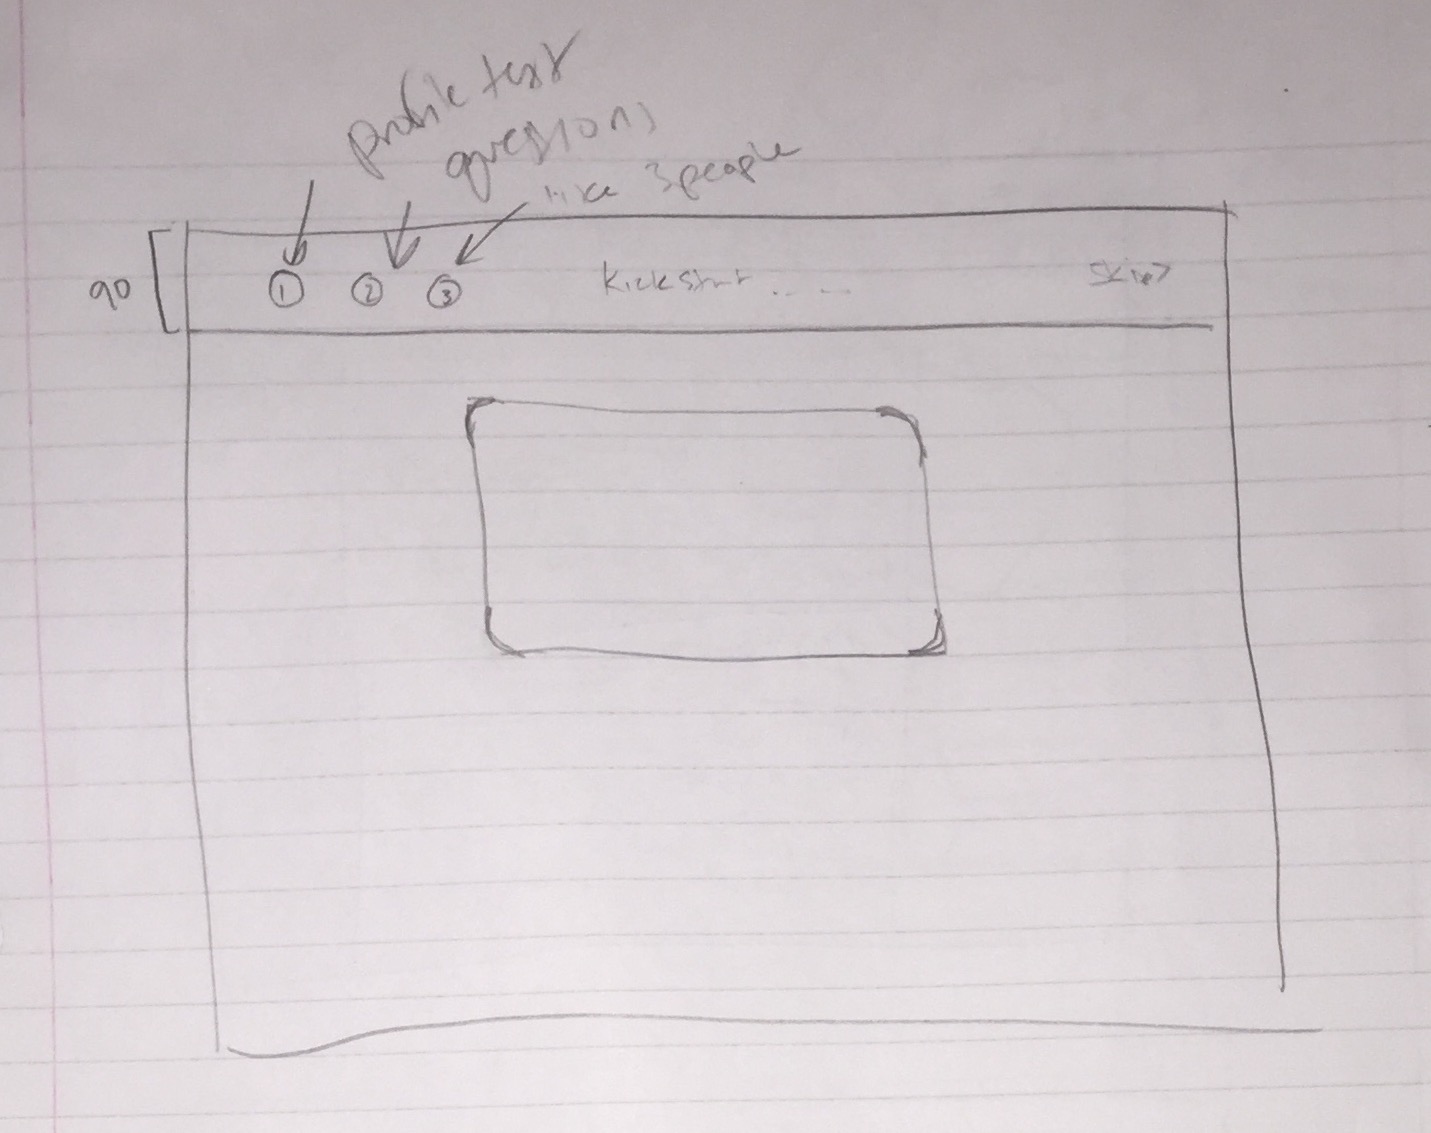 profile text
questions
like 3 people
90
① ② ③ Kickstart ..... Skip>